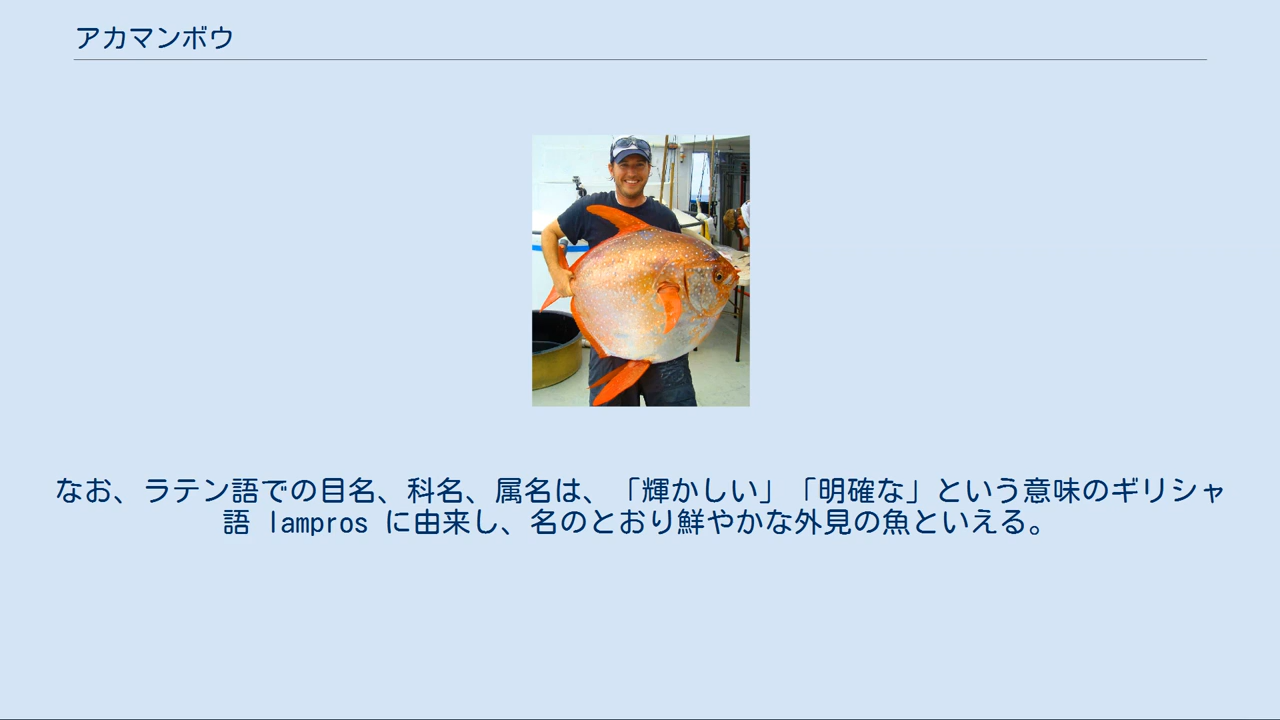 アカマンボウ
なお、ラテン語での目名、科名、属名は、「輝かしい」「明確な」という意味のギリシャ
語 lampros に由来し、名のとおり鮮やかな外見の魚といえる。